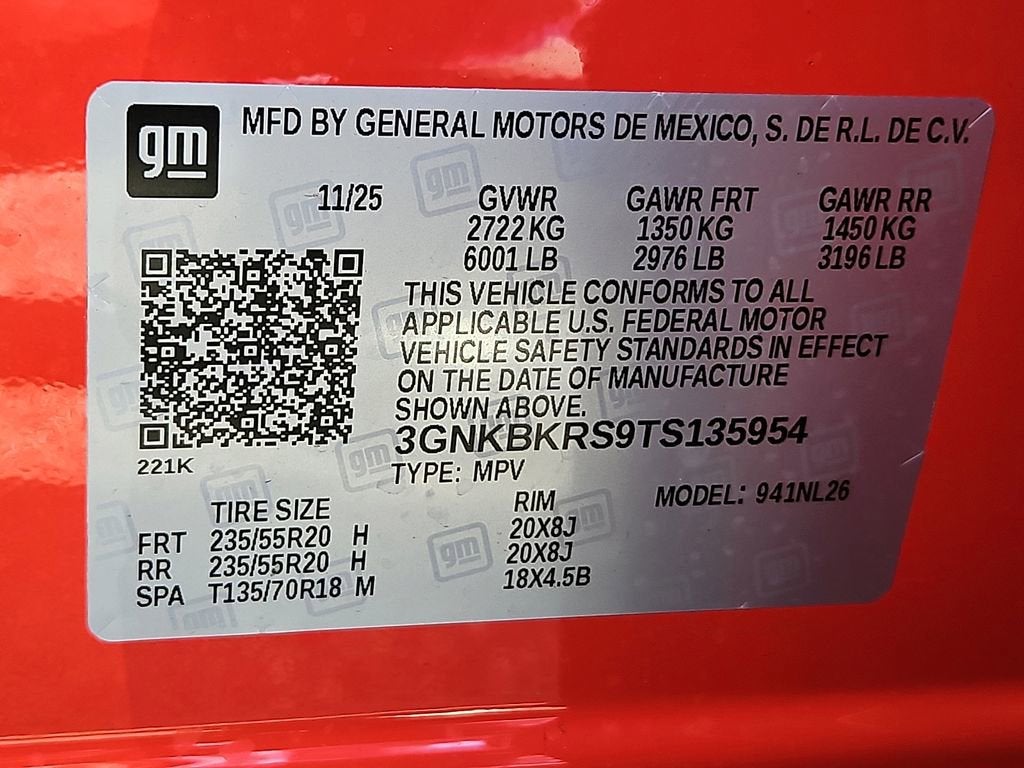 gm MFD BY GENERAL MOTORS DE MEXICO, S. DE R.L. DE C.V.
11/25 GVWR GAWR FRT GAWR RR
2722 KG 1350 KG 1450 KG
6001 LB 2976 LB 3196 LB
THIS VEHICLE CONFORMS TO ALL
APPLICABLE U.S. FEDERAL MOTOR
VEHICLE SAFETY STANDARDS IN EFFECT
ON THE DATE OF MANUFACTURE
SHOWN ABOVE.
3GNKBKRS9TS135954
221K
TYPE: MPV
MODEL: 941NL26
TIRE SIZE RIM
FRT 235/55R20 H 20X8J
RR 235/55R20 H 20X8J
SPA T135/70R18 M 18X4.5B